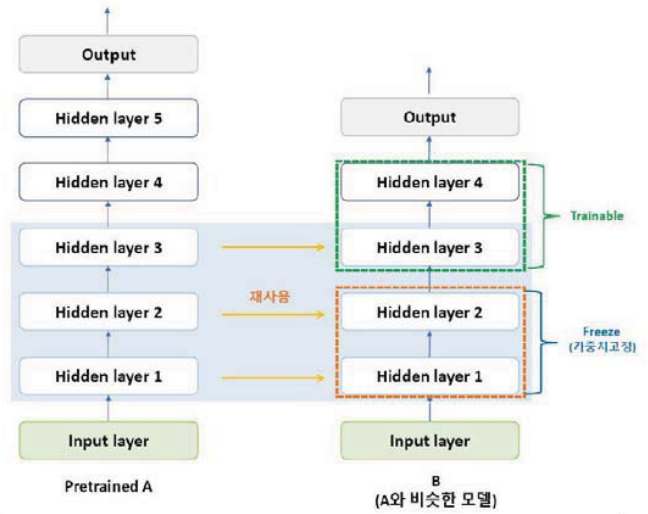 Output
Hidden layer 5
Hidden layer 4
Hidden layer 3
Hidden layer 2
Hidden layer 1
Input layer
Pretrained A
재사용
Output
Hidden layer 4
Hidden layer 3
Hidden layer 2
Hidden layer 1
Input layer
B
(A와 비슷한 모델)
Trainable
Freeze
(가중치고정)